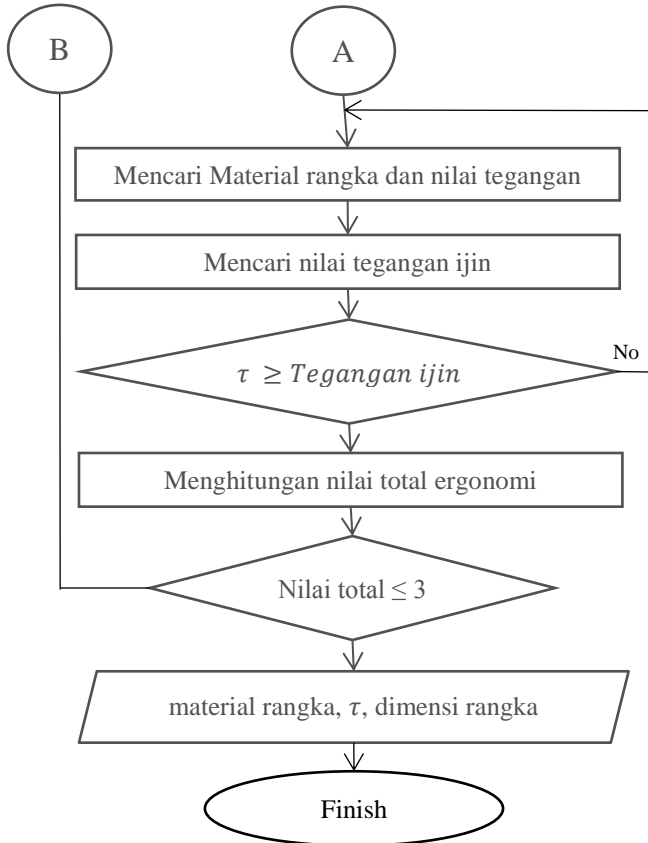 B
A
Mencari Material rangka dan nilai tegangan
Mencari nilai tegangan ijin
No
τ ≥ Tegangan ijin
Menghitungan nilai total ergonomi
Nilai total ≤ 3
material rangka, τ, dimensi rangka
Finish